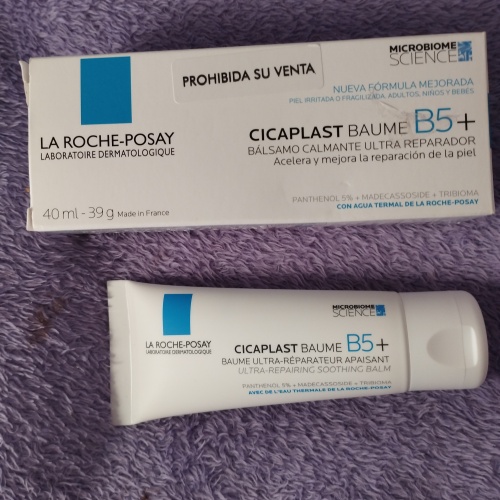 MICROBIOME
SCIENCE
PROHIBIDA SU VENTA
NUEVA FÓRMULA MEJORADA
PIEL IRRITADA O FRAGILIZADA. ADULTOS, NIÑOS Y BEBÉS
LA ROCHE-POSAY
LABORATOIRE DERMATOLOGIQUE
CICAPLAST BAUME B5+
BÁLSAMO CALMANTE ULTRA REPARADOR
Acelera y mejora la reparación de la piel
40 ml - 39 g Made in France
PANTHENOL 5% + MADECASSOSIDE + TRIBIOMA
CON AGUA TERMAL DE LA ROCHE-POSAY
MICROBIOME
SCIENCE
LA ROCHE-POSAY
LABORATOIRE DERMATOLOGIQUE
CICAPLAST BAUME B5+
BAUME ULTRA-RÉPARATEUR APAISANT
ULTRA-REPAIRING SOOTHING BALM
PANTHENOL 5% + MADECASSOSIDE + TRIBIOMA
AVEC DE L'EAU THERMALE DE LA ROCHE-POSAY